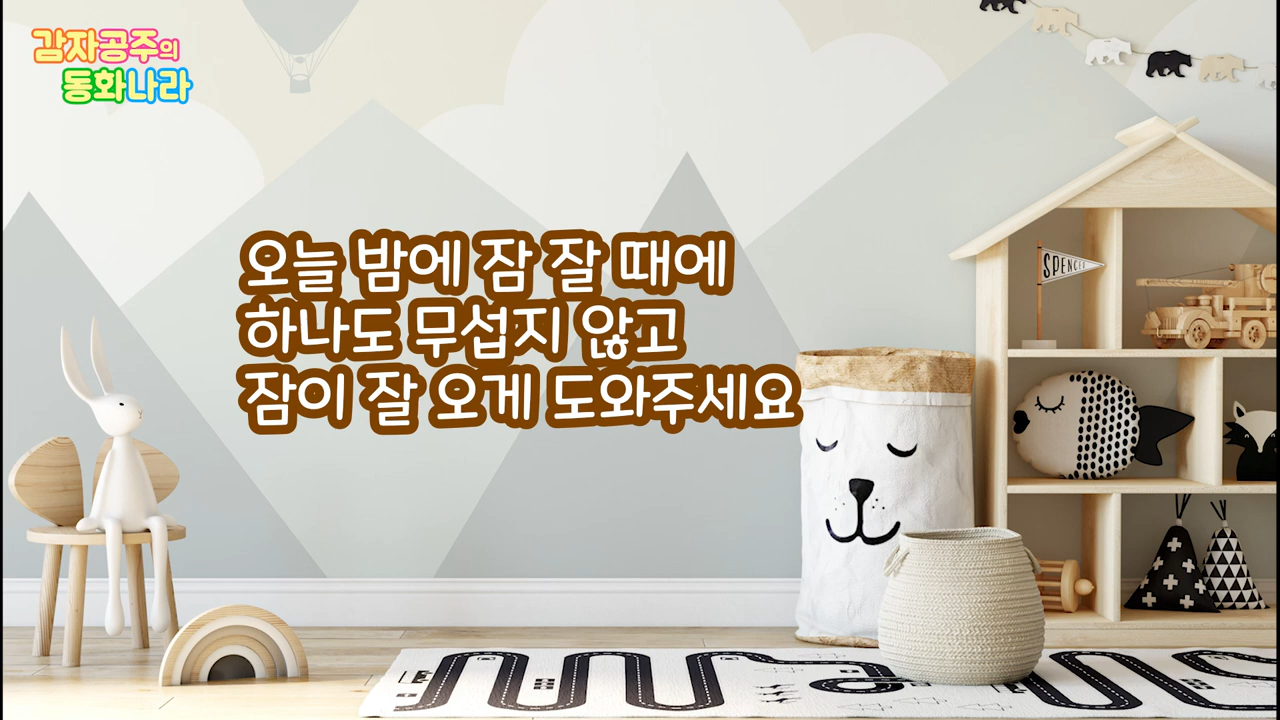 감자공주의
동화나라
오늘 밤에 잠 잘 때에
하나도 무섭지 않고
잠이 잘 오게 도와주세요
SPENCER